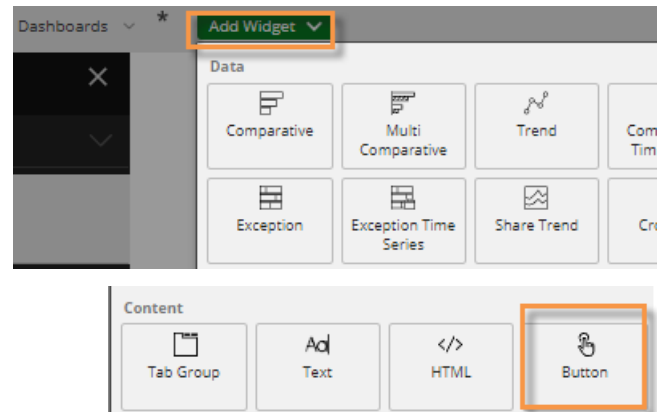 Dashboards *
Add Widget
Data
Comparative
Multi
Comparative
Trend
Exception
Exception Time
Series
Share Trend
Content
Tab Group
Text
HTML
Button